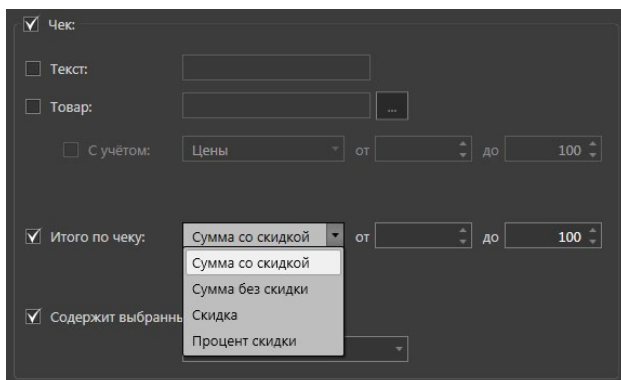 Чек:
Текст:
Товар:
...
С учётом: Цены от до 100
Итого по чеку: Сумма со скидкой от до 100
Сумма со скидкой
Сумма без скидки
Содержит выбранны
Скидка
Процент скидки